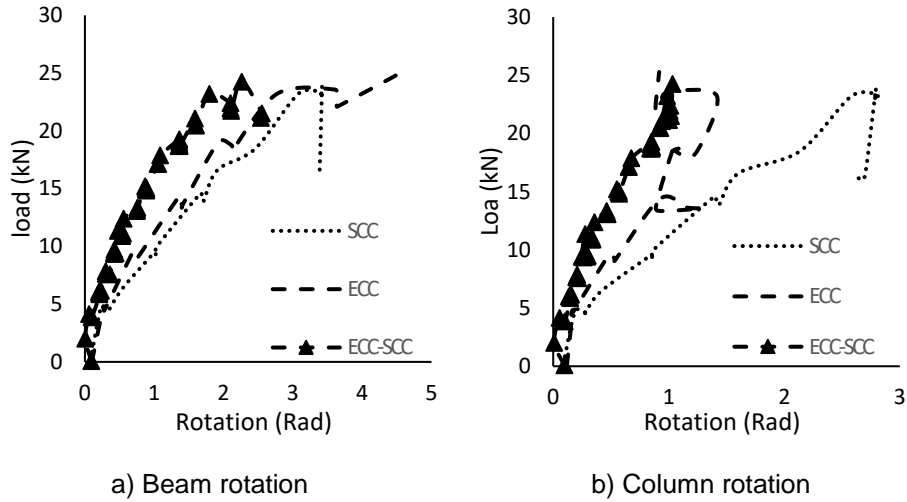 30
25
20
15
10
5
0
load (kN)
0 1 2 3 4 5
Rotation (Rad)
SCC
ECC
ECC-SCC
a) Beam rotation
30
25
20
15
10
5
0
Loa (kN)
0 1 2 3
Rotation (Rad)
SCC
ECC
ECC-SCC
b) Column rotation